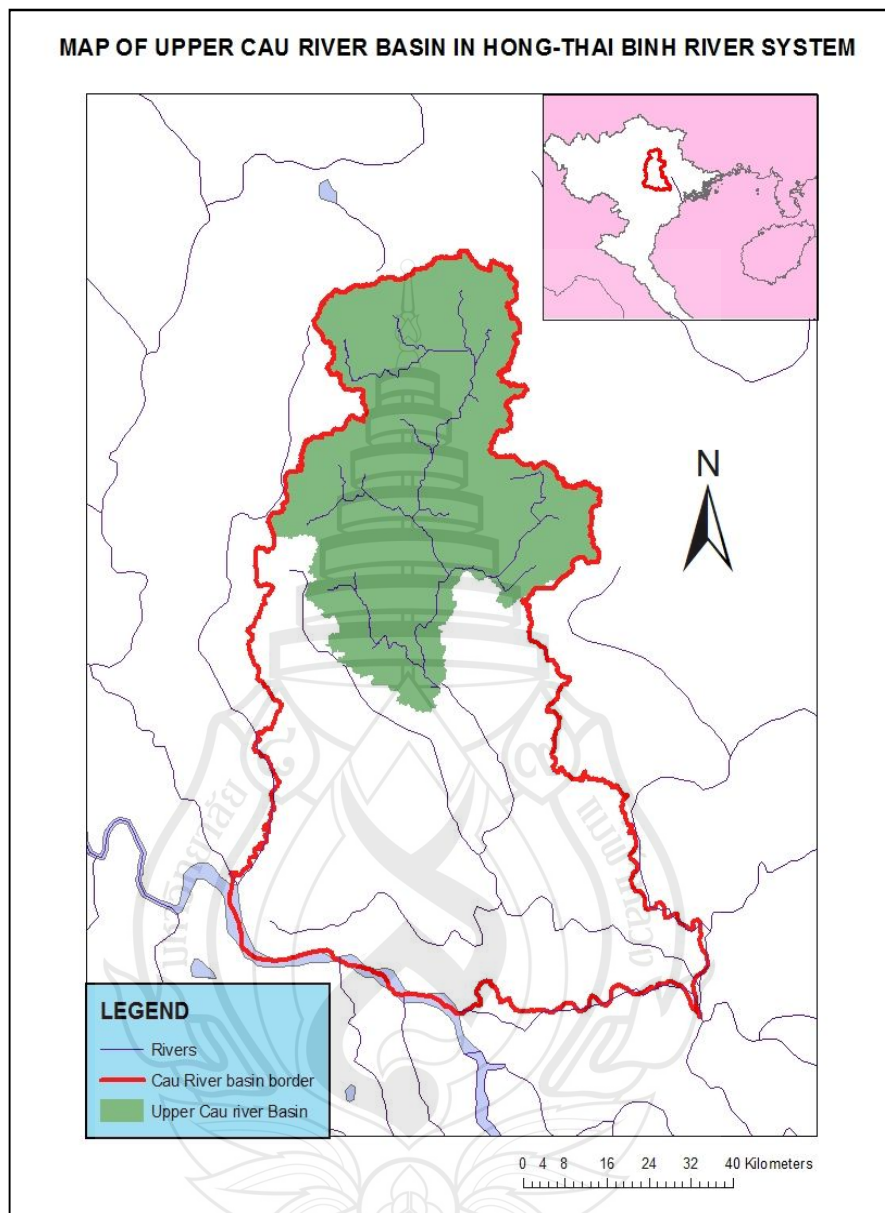 MAP OF UPPER CAU RIVER BASIN IN HONG-THAI BINH RIVER SYSTEM
N
LEGEND
Rivers
Cau River basin border
Upper Cau river Basin
0 4 8 16 24 32 40 Kilometers